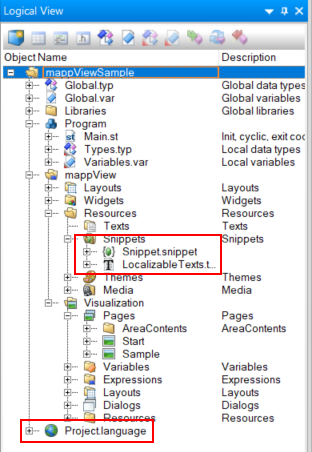 Logical View
Object Name Description
mappViewSample
Global.typ Global data types
Global.var Global variables
Libraries Global libraries
Program
Main.st Init, cyclic, exit coc
Types.typ Local data types
Variables.var Local variables
mappView
Layouts Layouts
Widgets Widgets
Resources Resources
Texts Texts
Snippets Snippets
Snippet.snippet
LocalizableTexts.t...
Themes Themes
Media Media
Visualization
Pages Pages
AreaContents AreaContents
Start Start
Sample Sample
Variables Variables
Expressions Expressions
Layouts Layouts
Dialogs Dialogs
Resources Resources
Project.language